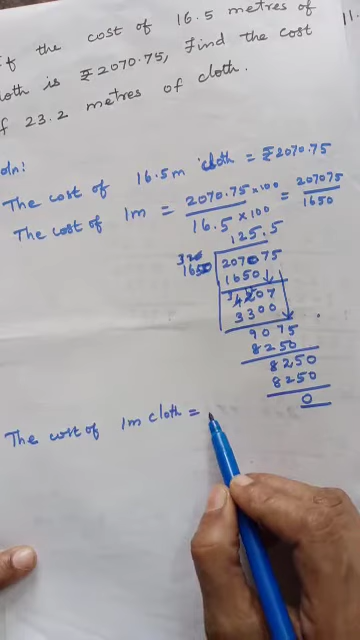 If the cost of 16.5 metres of
cloth is ₹2070.75, Find the cost
of 23.2 metres of cloth.
11.
Soln:
The cost of 16.5m cloth = ₹2070.75
The cost of 1m = 2070.75 × 100 / 16.5 × 100 = 207075 / 1650
125.5
1650 207075
1650
4207
3300
9075
8250
8250
8250
0
The cost of 1m cloth =